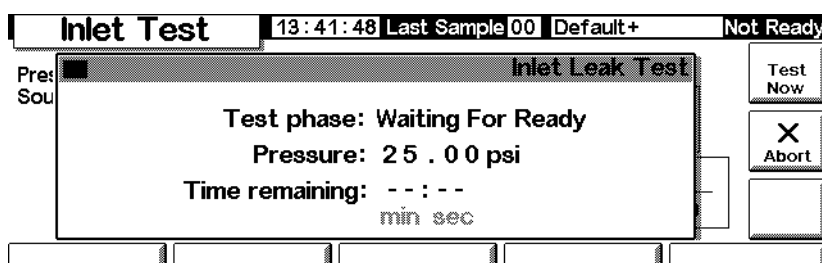 Inlet Test
13:41:48 Last Sample 00 Default+
Not Ready
Inlet Leak Test
Pres
Sou
Test phase: Waiting For Ready
Pressure: 25.00 psi
Time remaining: --:--
min sec
Test
Now
Abort